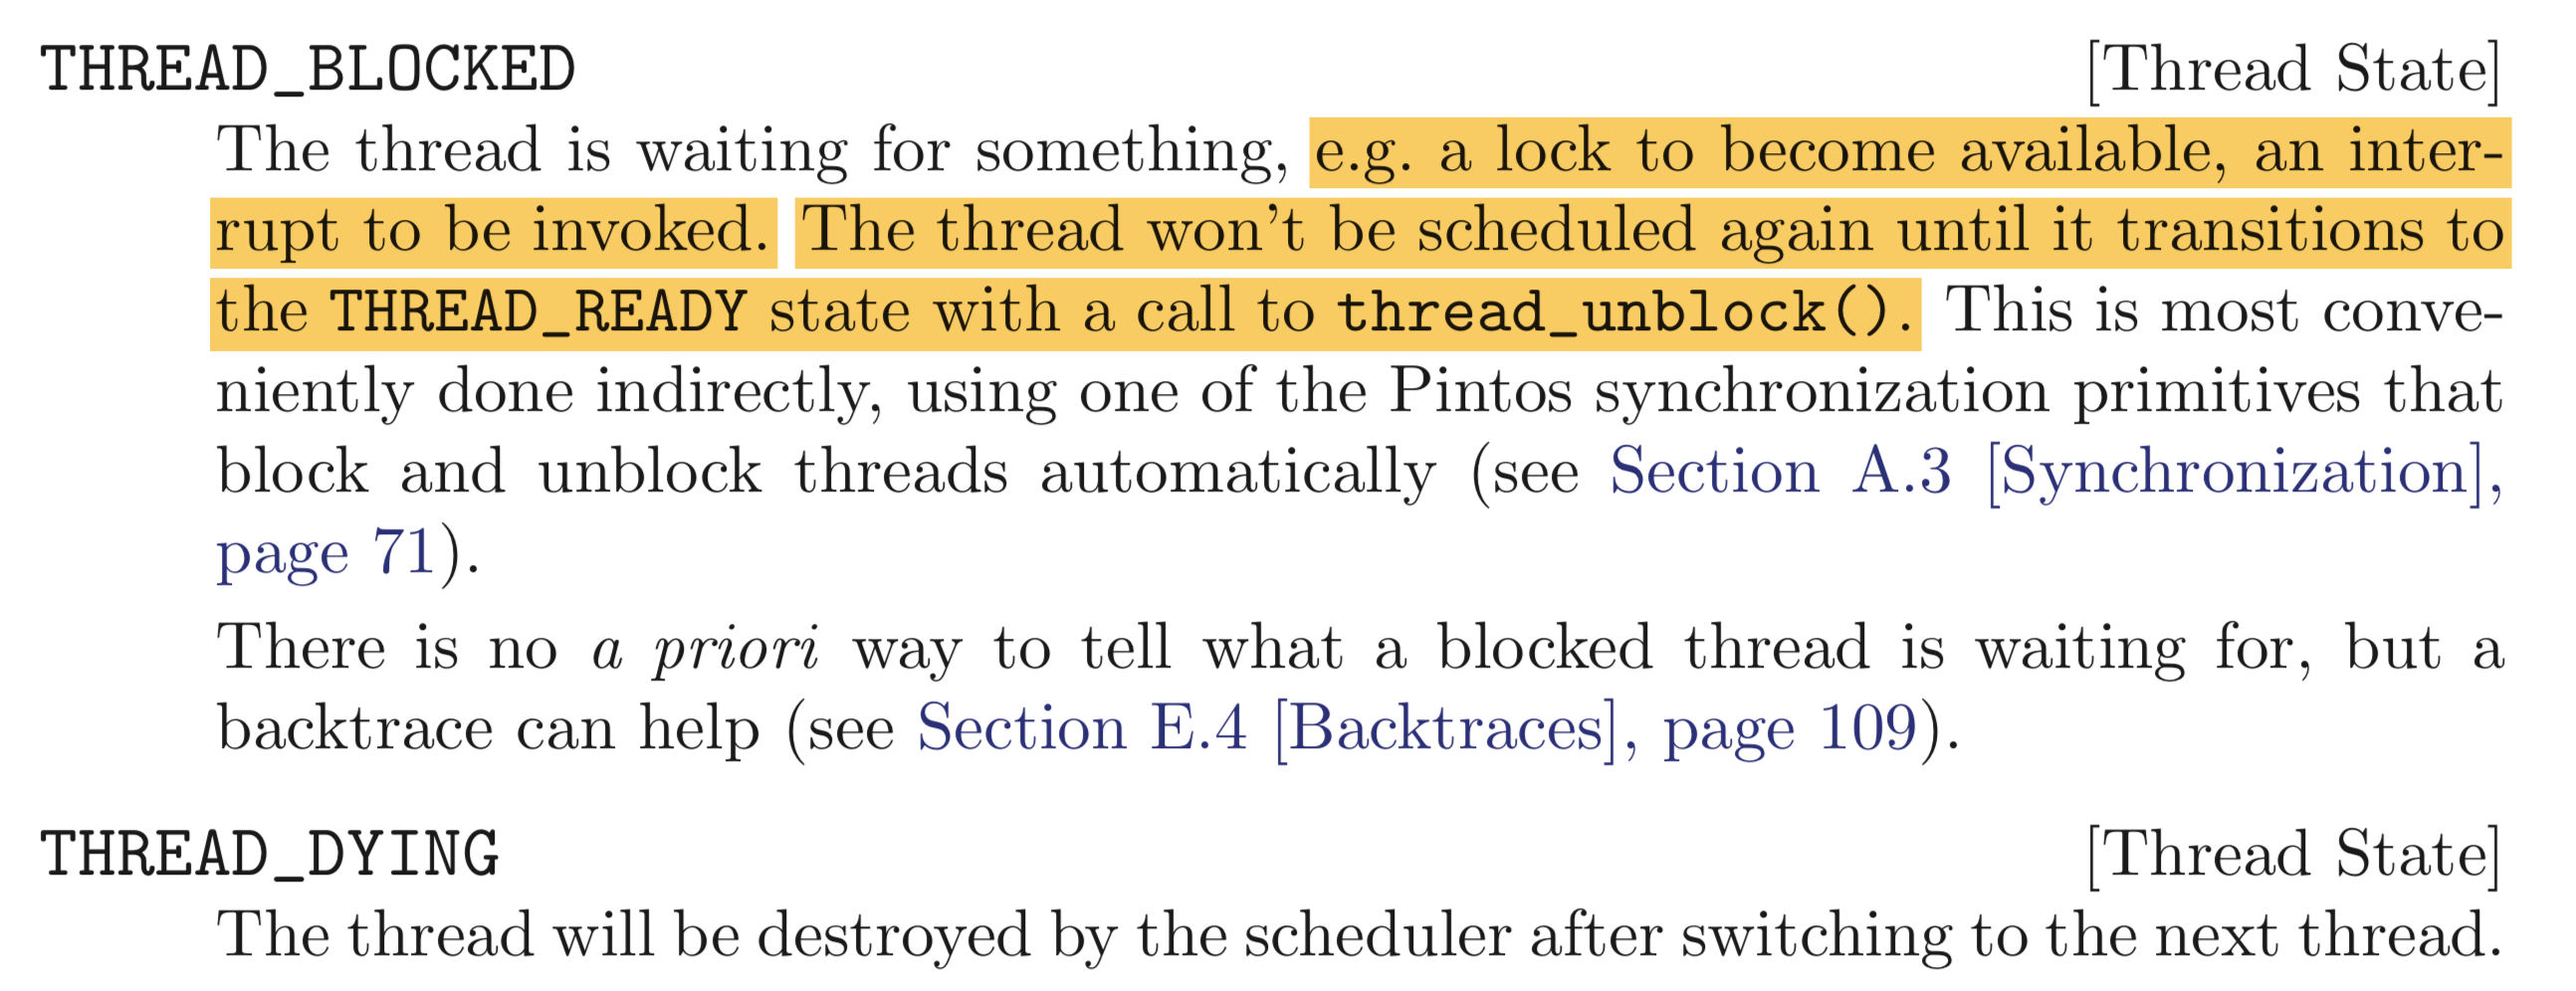 THREAD_BLOCKED [Thread State]
The thread is waiting for something, e.g. a lock to become available, an inter-
rupt to be invoked. The thread won't be scheduled again until it transitions to
the THREAD_READY state with a call to thread_unblock(). This is most conve-
niently done indirectly, using one of the Pintos synchronization primitives that
block and unblock threads automatically (see Section A.3 [Synchronization],
page 71).
There is no a priori way to tell what a blocked thread is waiting for, but a
backtrace can help (see Section E.4 [Backtraces], page 109).
THREAD_DYING [Thread State]
The thread will be destroyed by the scheduler after switching to the next thread.